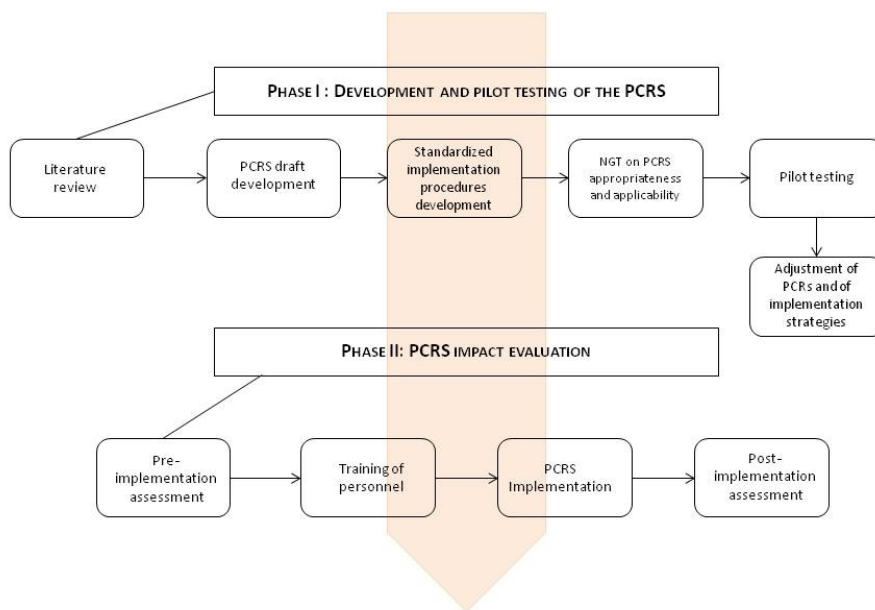 PHASE I : DEVELOPMENT AND PILOT TESTING OF THE PCRS
Literature
review
PCRS draft
development
Standardized
implementation
procedures
development
NGT on PCRS
appropriateness
and applicability
Pilot testing
Adjustment of
PCRs and of
implementation
strategies
PHASE II: PCRS IMPACT EVALUATION
Pre-
implementation
assessment
Training of
personnel
PCRS
Implementation
Post-
implementation
assessment